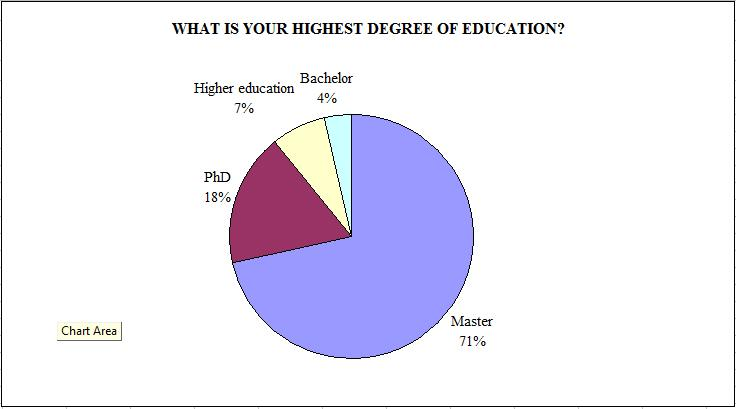 WHAT IS YOUR HIGHEST DEGREE OF EDUCATION?
Bachelor
4%
Higher education
7%
PhD
18%
Chart Area
Master
71%